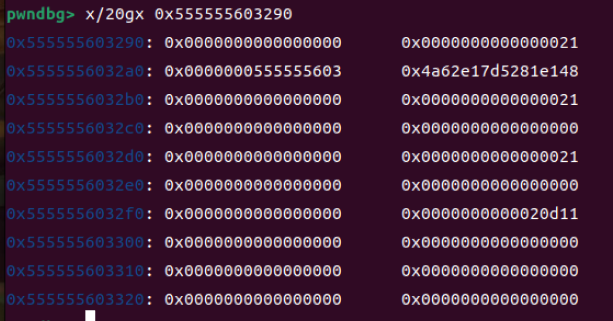 pwndbg> x/20gx 0x555555603290
0x555555603290: 0x0000000000000000 0x0000000000000021
0x5555556032a0: 0x0000000555555603 0x4a62e17d5281e148
0x5555556032b0: 0x0000000000000000 0x0000000000000021
0x5555556032c0: 0x0000000000000000 0x0000000000000000
0x5555556032d0: 0x0000000000000000 0x0000000000000021
0x5555556032e0: 0x0000000000000000 0x0000000000000000
0x5555556032f0: 0x0000000000000000 0x0000000000020d11
0x555555603300: 0x0000000000000000 0x0000000000000000
0x555555603310: 0x0000000000000000 0x0000000000000000
0x555555603320: 0x0000000000000000 0x0000000000000000